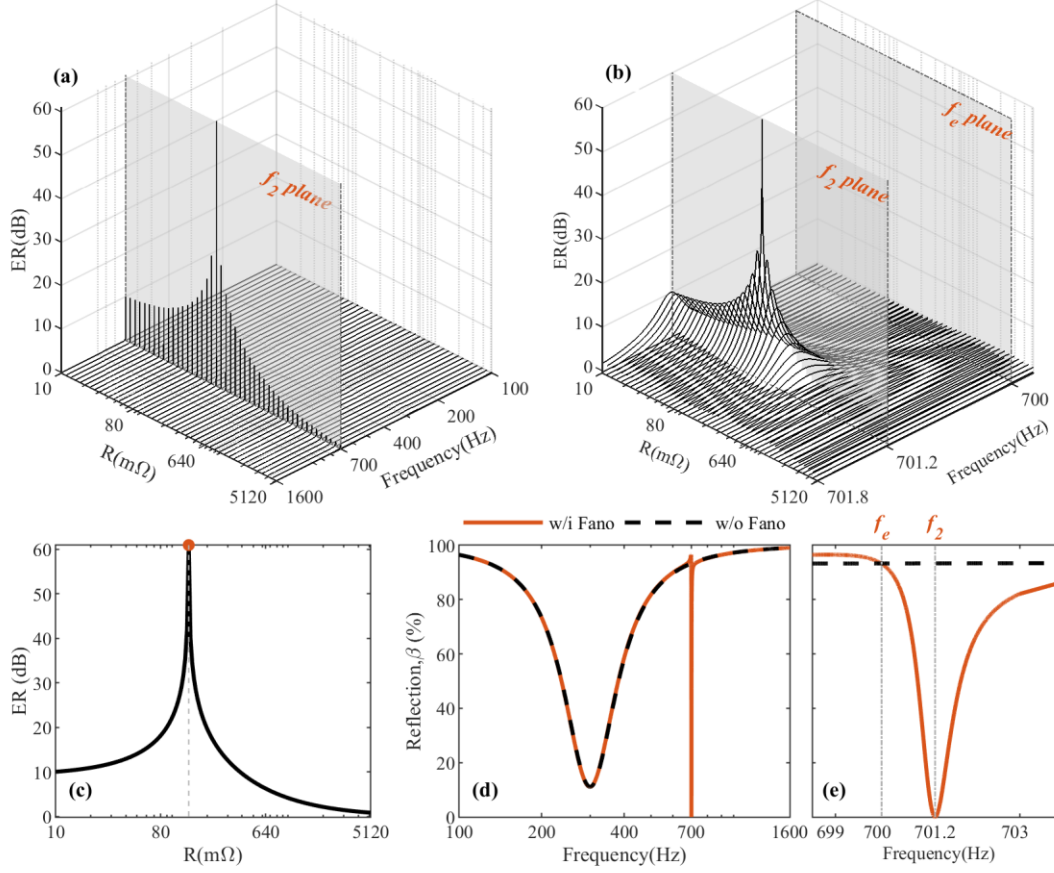 (a)
60
50
40
30
20
10
0
ER(dB)
f2 plane
10
80
640
5120
R(mΩ)
1600
700
400
200
100
Frequency(Hz)
(b)
60
50
40
30
20
10
0
ER(dB)
fe plane
f2 plane
10
80
640
5120
R(mΩ)
701.8
701.2
700
Frequency(Hz)
w/i Fano
w/o Fano
60
50
40
30
20
10
0
ER (dB)
(c)
10
80
640
5120
R(mΩ)
100
80
60
40
20
0
Reflection,β (%)
(d)
100
200
400
700
1600
Frequency(Hz)
fe
f2
(e)
699
700
701.2
703
Frequency(Hz)